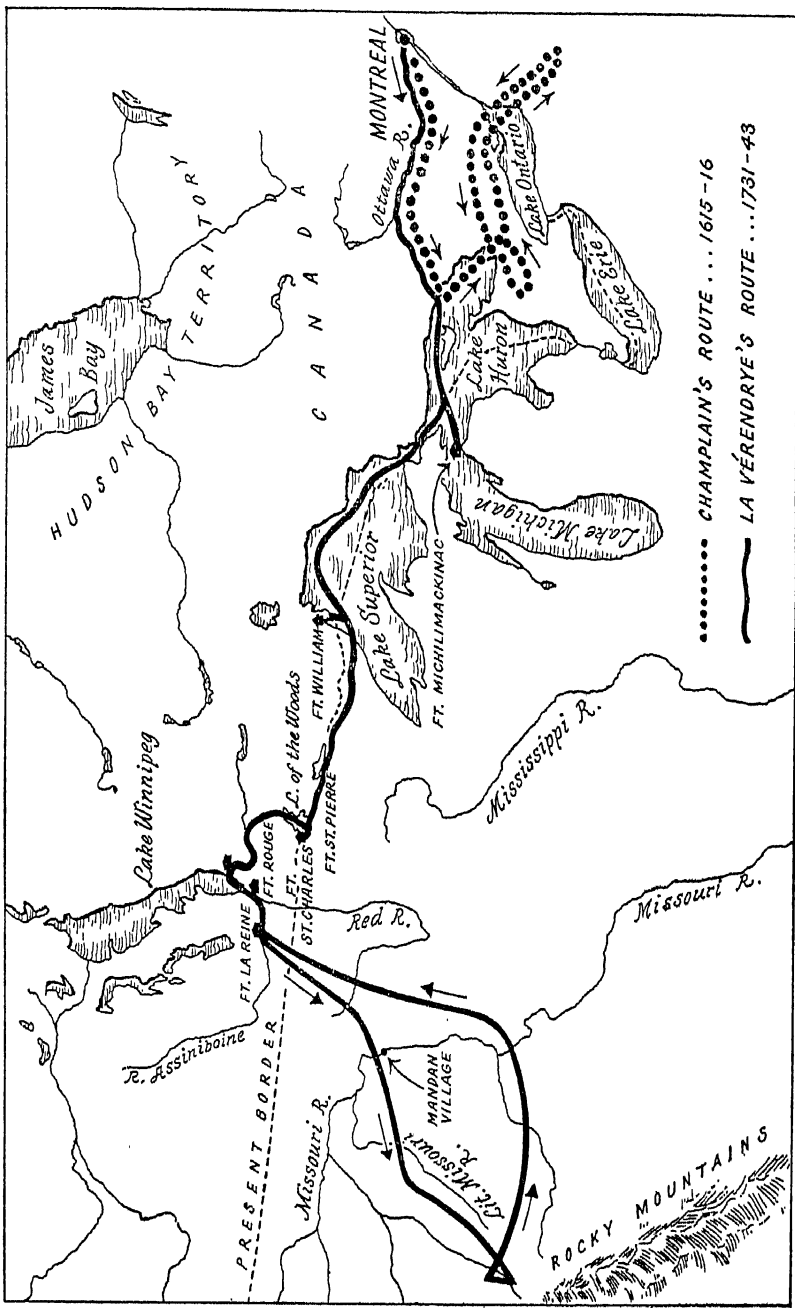 HUDSON BAY TERRITORY
James
Bay
CANADA
MONTREAL
Ottawa R.
Lake Ontario
Lake Erie
Lake
Huron
Lake Michigan
Lake Superior
FT. MICHILIMACKINAC
FT. WILLIAM
L. of the Woods
FT. ST. PIERRE
FT.
ST. CHARLES
FT. ROUGE
Lake Winnipeg
FT. LA REINE
Red R.
R. Assiniboine
PRESENT BORDER
Missouri R.
MANDAN
VILLAGE
Lit. Missouri
R.
ROCKY MOUNTAINS
Missouri R.
Mississippi R.
CHAMPLAIN'S ROUTE...1615-16
LA VÉRENDRYE'S ROUTE...1731-43